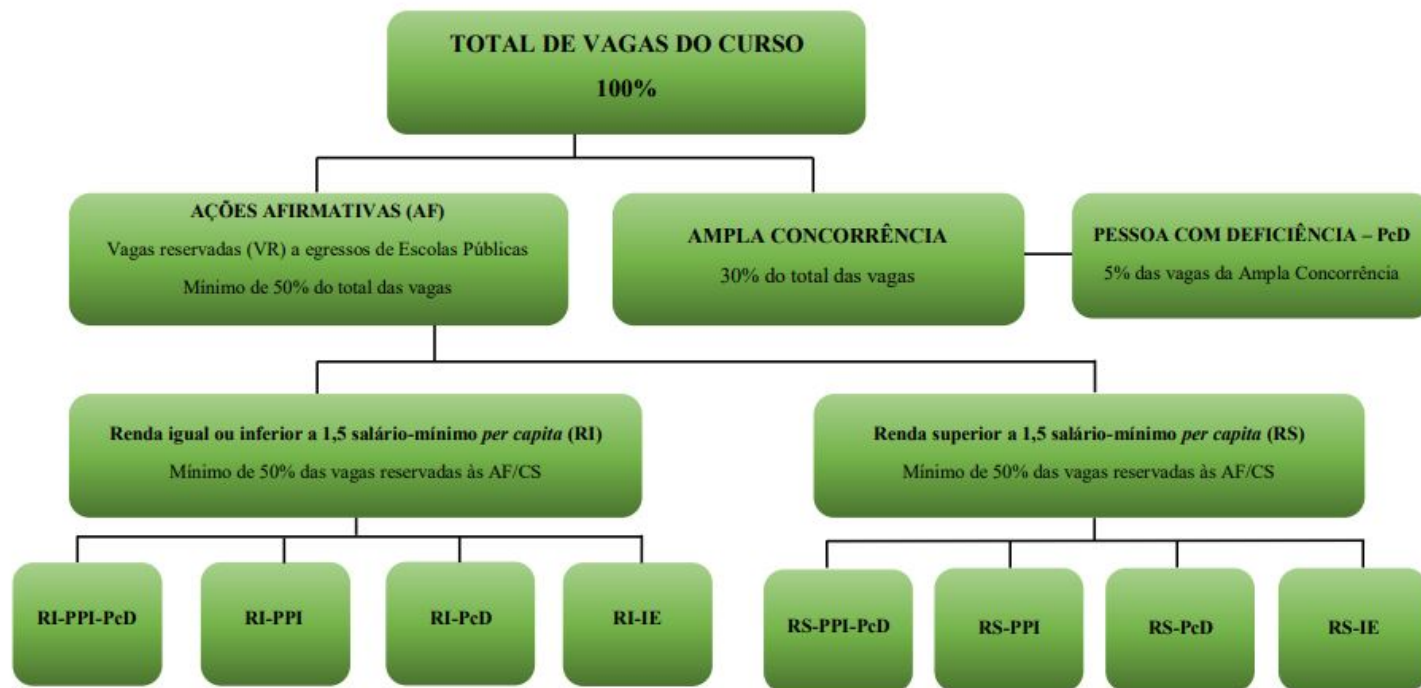 TOTAL DE VAGAS DO CURSO
100%
AÇÕES AFIRMATIVAS (AF)
Vagas reservadas (VR) a egressos de Escolas Públicas
Mínimo de 50% do total das vagas
AMPLA CONCORRÊNCIA
30% do total das vagas
PESSOA COM DEFICIÊNCIA – PcD
5% das vagas da Ampla Concorrência
Renda igual ou inferior a 1,5 salário-mínimo per capita (RI)
Mínimo de 50% das vagas reservadas às AF/CS
Renda superior a 1,5 salário-mínimo per capita (RS)
Mínimo de 50% das vagas reservadas às AF/CS
RI-PPI-PcD
RI-PPI
RI-PcD
RI-IE
RS-PPI-PcD
RS-PPI
RS-PcD
RS-IE